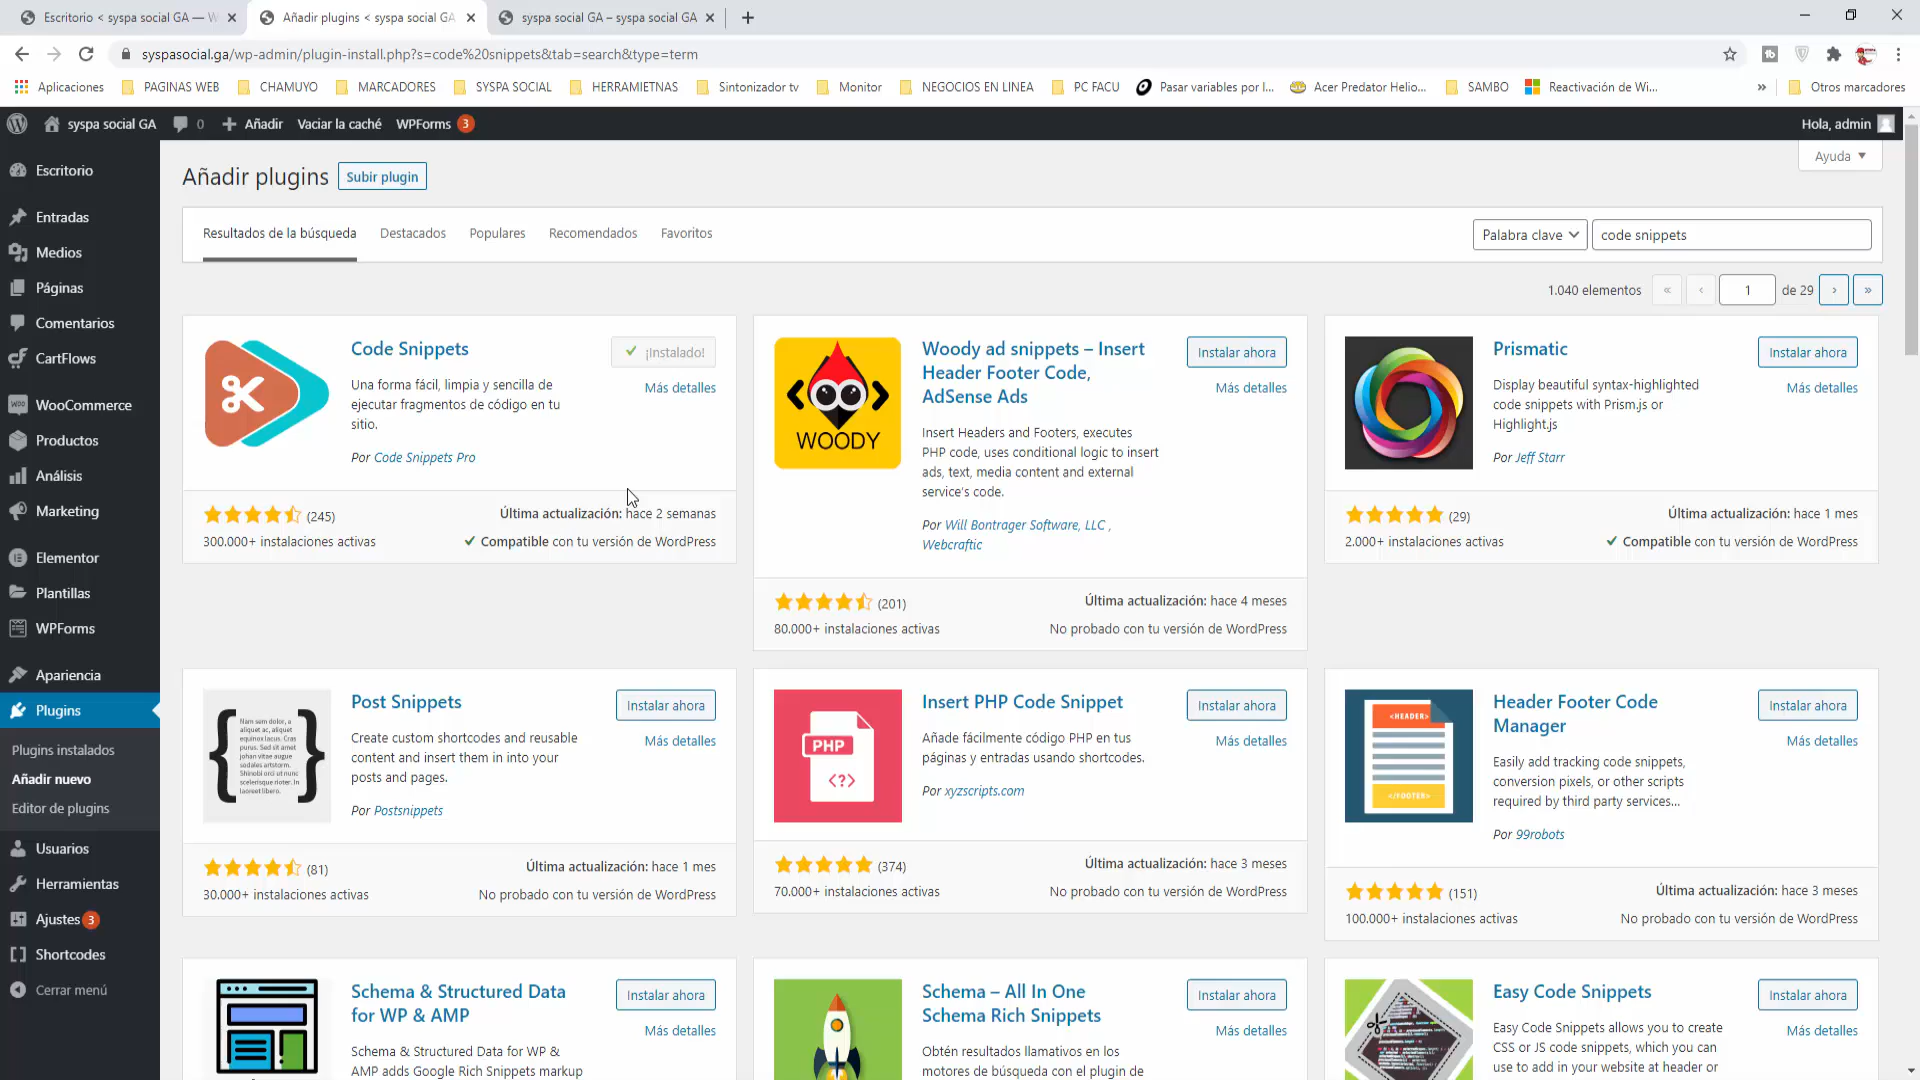 Escritorio < syspa social GA — W
Añadir plugins < syspa social GA
syspa social GA – syspa social GA
syspasocial.ga/wp-admin/plugin-install.php?s=code%20snippets&tab=search&type=term
Aplicaciones
PAGINAS WEB
CHAMUYO
MARCADORES
SYSPA SOCIAL
HERRAMIETNAS
Sintonizador tv
Monitor
NEGOCIOS EN LINEA
PC FACU
Pasar variables por l...
Acer Predator Helio...
SAMBO
Reactivación de Wi...
»
Otros marcadores
syspa social GA
0
Añadir
Vaciar la caché
WPForms 3
Hola, admin
Escritorio
Entradas
Medios
Páginas
Comentarios
CartFlows
WooCommerce
Productos
Análisis
Marketing
Elementor
Plantillas
WPForms
Apariencia
Plugins
Plugins instalados
Añadir nuevo
Editor de plugins
Usuarios
Herramientas
Ajustes 3
Shortcodes
Cerrar menú
Ayuda
Añadir plugins
Subir plugin
Resultados de la búsqueda
Destacados
Populares
Recomendados
Favoritos
Palabra clave
code snippets
1.040 elementos
«
‹
1
de 29
›
»
Code Snippets
¡Instalado!
Más detalles
Una forma fácil, limpia y sencilla de
ejecutar fragmentos de código en tu
sitio.
Por Code Snippets Pro
(245)
Última actualización: hace 2 semanas
300.000+ instalaciones activas
Compatible con tu versión de WordPress
WOODY
Woody ad snippets – Insert
Header Footer Code,
AdSense Ads
Instalar ahora
Más detalles
Insert Headers and Footers, executes
PHP code, uses conditional logic to insert
ads, text, media content and external
service's code.
Por Will Bontrager Software, LLC ,
Webcraftic
(201)
Última actualización: hace 4 meses
80.000+ instalaciones activas
No probado con tu versión de WordPress
Prismatic
Instalar ahora
Más detalles
Display beautiful syntax-highlighted
code snippets with Prism.js or
Highlight.js
Por Jeff Starr
(29)
Última actualización: hace 1 mes
2.000+ instalaciones activas
Compatible con tu versión de WordPress
Post Snippets
Instalar ahora
Más detalles
Create custom shortcodes and reusable
content and insert them in into your
posts and pages.
Por Postsnippets
(81)
Última actualización: hace 1 mes
30.000+ instalaciones activas
No probado con tu versión de WordPress
PHP
<?>
Insert PHP Code Snippet
Instalar ahora
Más detalles
Añade fácilmente código PHP en tus
páginas y entradas usando shortcodes.
Por xyzscripts.com
(374)
Última actualización: hace 3 meses
70.000+ instalaciones activas
No probado con tu versión de WordPress
<HEADER>
</FOOTER>
Header Footer Code
Manager
Instalar ahora
Más detalles
Easily add tracking code snippets,
conversion pixels, or other scripts
required by third party services...
Por 99robots
(151)
Última actualización: hace 3 meses
100.000+ instalaciones activas
No probado con tu versión de WordPress
Schema & Structured Data
for WP & AMP
Instalar ahora
Más detalles
Schema & Structured Data for WP &
AMP adds Google Rich Snippets markup
Schema – All In One
Schema Rich Snippets
Instalar ahora
Más detalles
Obtén resultados llamativos en los
motores de búsqueda con el plugin de
Easy Code Snippets
Instalar ahora
Más detalles
Easy Code Snippets allows you to create
CSS or JS code snippets, which you can
use to add in your website at header or